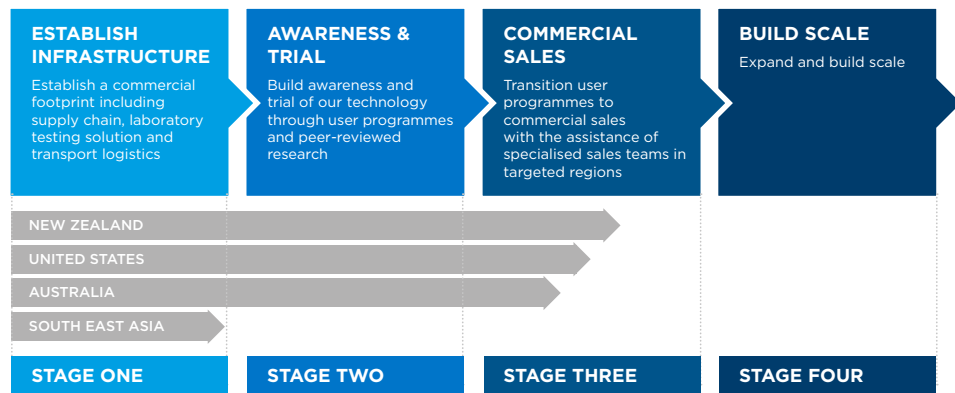 ESTABLISH
INFRASTRUCTURE
Establish a commercial
footprint including
supply chain, laboratory
testing solution and
transport logistics
AWARENESS &
TRIAL
Build awareness and
trial of our technology
through user programmes
and peer-reviewed
research
COMMERCIAL
SALES
Transition user
programmes to
commercial sales
with the assistance of
specialised sales teams in
targeted regions
BUILD SCALE
Expand and build scale
NEW ZEALAND
UNITED STATES
AUSTRALIA
SOUTH EAST ASIA
STAGE ONE
STAGE TWO
STAGE THREE
STAGE FOUR